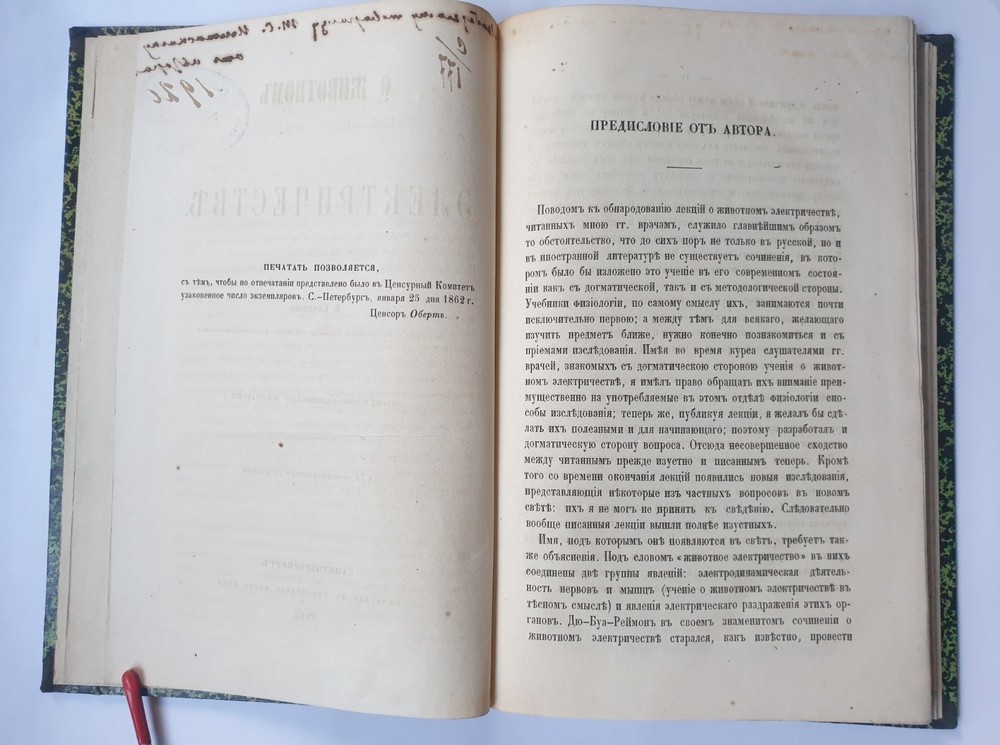 ПЕЧАТАТЬ ПОЗВОЛЯЕТСЯ,
съ тѣмъ, чтобы по отпечатаніи представлено было въ Цензурный Комитетъ
узаконенное число экземпляровъ. С.-Петербургъ, января 25 дня 1862 г.
Ценсоръ Обертъ.
ПРЕДИСЛОВІЕ ОТЪ АВТОРА.
Поводомъ къ обнародованію лекцій о животномъ электричествѣ,
читанныхъ мною гг. врачамъ, служило главнѣйшимъ образомъ
то обстоятельство, что до сихъ поръ не только въ русской, но и
въ иностранной литературѣ не существуетъ сочиненія, въ кото-
ромъ было бы изложено это ученіе въ его современномъ состоя-
ніи какъ съ догматической, такъ и съ методологической стороны.
Учебники физіологіи, по самому смыслу ихъ, занимаются почти
исключительно первою; а между тѣмъ для всякаго, желающаго
изучить предметъ ближе, нужно конечно познакомиться и съ
пріемами изслѣдованія. Имѣя во время курса слушателями гг.
врачей, знакомыхъ съ догматическою стороною ученія о живот-
номъ электричествѣ, я имѣлъ право обращать ихъ вниманіе преи-
мущественно на употребляемые въ этомъ отдѣлѣ физіологіи спо-
собы изслѣдованія; теперь же, публикуя лекціи, я желалъ бы сдѣ-
лать ихъ полезными и для начинающаго; поэтому разработалъ и
догматическую сторону вопроса. Отсюда несовершенное сходство
между читаннымъ прежде изустно и писаннымъ теперь. Кромѣ
того со времени окончанія лекцій появились новыя изслѣдованія,
представляющія нѣкоторые изъ частныхъ вопросовъ въ новомъ
свѣтѣ: ихъ я не могъ не принять къ свѣдѣнію. Слѣдовательно
вообще писанныя лекціи вышли полнѣе изустныхъ.
Имя, подъ которымъ онѣ появляются въ свѣтъ, требуетъ так-
же объясненія. Подъ словомъ «животное электричество» въ нихъ
соединены двѣ группы явленій: электродинамическая дѣятель-
ность нервовъ и мышцъ (ученіе о животномъ электричествѣ въ
тѣсномъ смыслѣ) и явленія электрическаго раздраженія этихъ ор-
гановъ. Дю-Буа-Реймонъ въ своемъ знаменитомъ сочиненіи о
животномъ электричествѣ старался, какъ извѣстно, провести